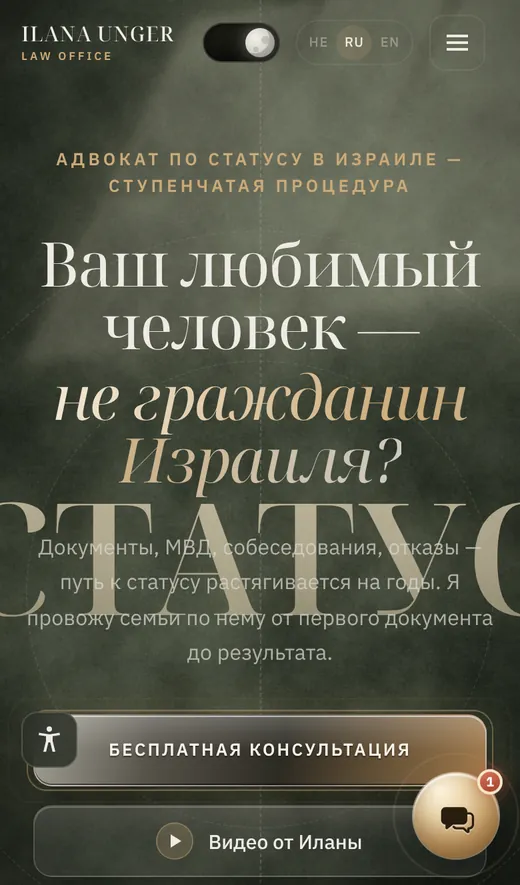 ILANA UNGER
LAW OFFICE
HE RU EN
АДВОКАТ ПО СТАТУСУ В ИЗРАИЛЕ —
СТУПЕНЧАТАЯ ПРОЦЕДУРА
Ваш любимый
человек —
не гражданин
Израиля?
СТАТУС
Документы, МВД, собеседования, отказы —
путь к статусу растягивается на годы. Я
провожу семьи по нему от первого документа
до результата.
БЕСПЛАТНАЯ КОНСУЛЬТАЦИЯ
1
Видео от Иланы